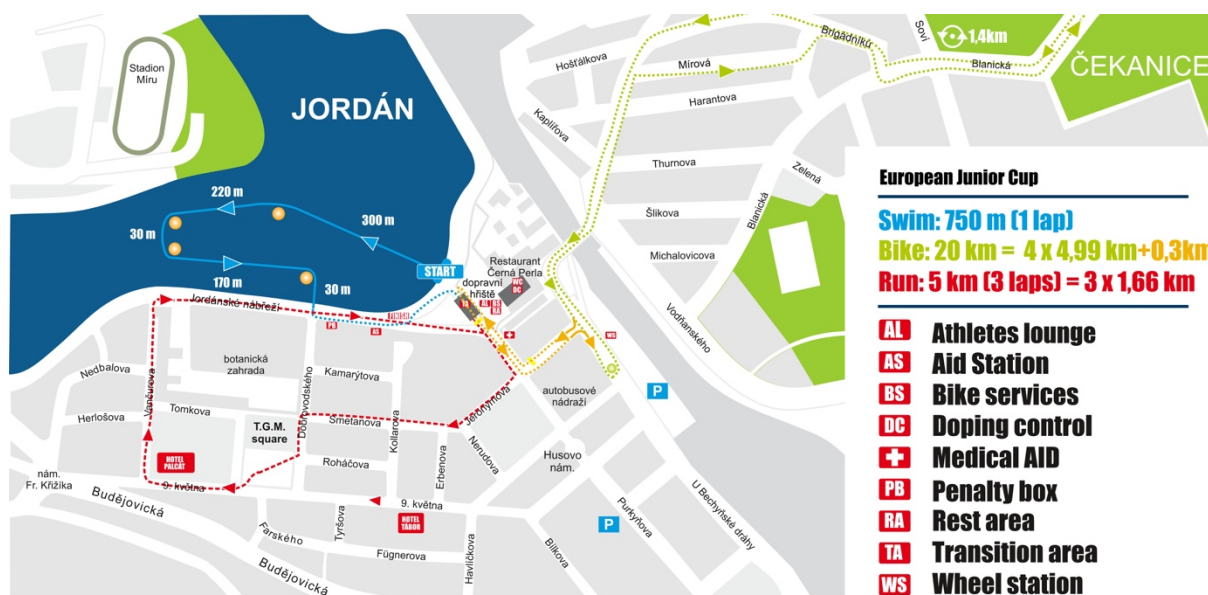 Stadion
Míru
JORDÁN
220 m
300 m
30 m
170 m
30 m
START
Restaurant
Černá Perla
WC
DC
dopravní
hřiště
TA
AL
BS
RA
FINISH
PB
AS
WS
P
P
Jordánské nábřeží
Hošťálkova
Mírová
Brigádníků
Soví
1,4km
Blanická
ČEKANICE
Harantova
Kaplířova
Thurnova
Zelená
Šlikova
Blanická
Michalovicova
Vodňanského
botanická
zahrada
Nedbalova
Vančurova
Herlošova
Tomkova
Dobrovodského
Kamarýtova
Kollárova
T.G.M.
square
Smetanova
Jeronýmova
autobusové
nádraží
Roháčova
Nerudova
Erbenova
Husovo
nám.
HOTEL
PALCÁT
nám.
Fr. Křižíka
9. května
9. května
HOTEL
TÁBOR
Budějovická
Farského
Tyršova
Fügnerova
Havlíčkova
Bílkova
Purkyňova
U Bechyňské dráhy
Budějovická
European Junior Cup
Swim: 750 m (1 lap)
Bike: 20 km = 4 x 4,99 km+0,3km
Run: 5 km (3 laps) = 3 x 1,66 km
AL Athletes lounge
AS Aid Station
BS Bike services
DC Doping control
Medical AID
PB Penalty box
RA Rest area
TA Transition area
WS Wheel station